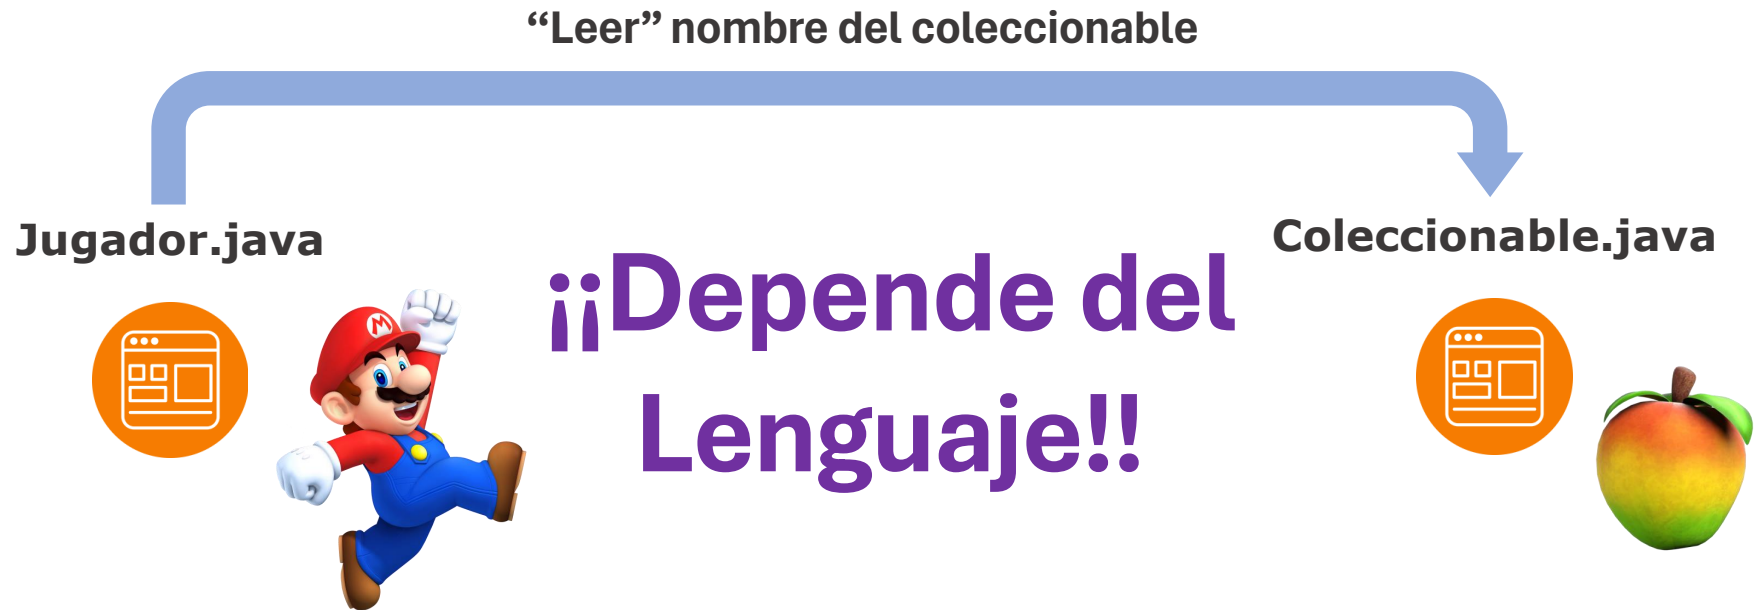 “Leer” nombre del coleccionable
Jugador.java
Coleccionable.java
¡¡Depende del
Lenguaje!!
M